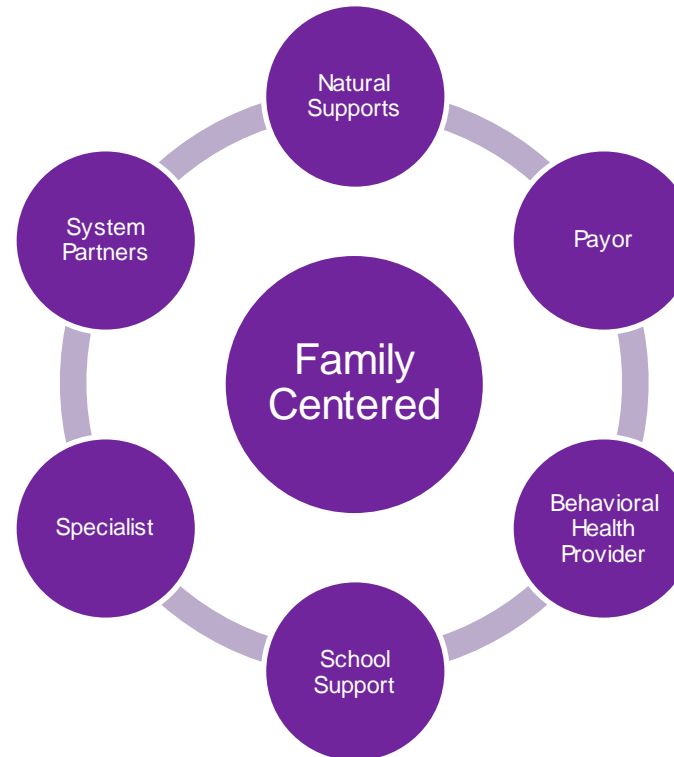 Natural
Supports
Payor
Behavioral
Health
Provider
School
Support
Specialist
System
Partners
Family
Centered